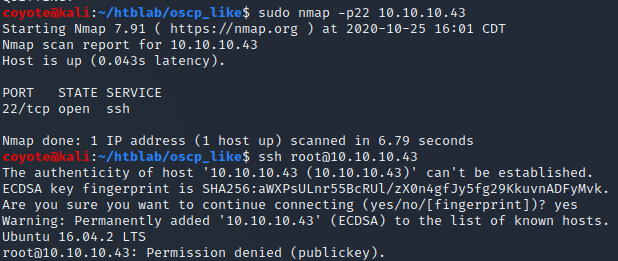 coyote@kali:~/htblab/oscp_like$ sudo nmap -p22 10.10.10.43
Starting Nmap 7.91 ( https://nmap.org ) at 2020-10-25 16:01 CDT
Nmap scan report for 10.10.10.43
Host is up (0.043s latency).
PORT   STATE SERVICE
22/tcp open  ssh
Nmap done: 1 IP address (1 host up) scanned in 6.79 seconds
coyote@kali:~/htblab/oscp_like$ ssh root@10.10.10.43
The authenticity of host '10.10.10.43 (10.10.10.43)' can't be established.
ECDSA key fingerprint is SHA256:aWXPsULnr55BcRUl/zX0n4gfJy5fg29KkuvnADFyMvk.
Are you sure you want to continue connecting (yes/no/[fingerprint])? yes
Warning: Permanently added '10.10.10.43' (ECDSA) to the list of known hosts.
Ubuntu 16.04.2 LTS
root@10.10.10.43: Permission denied (publickey).